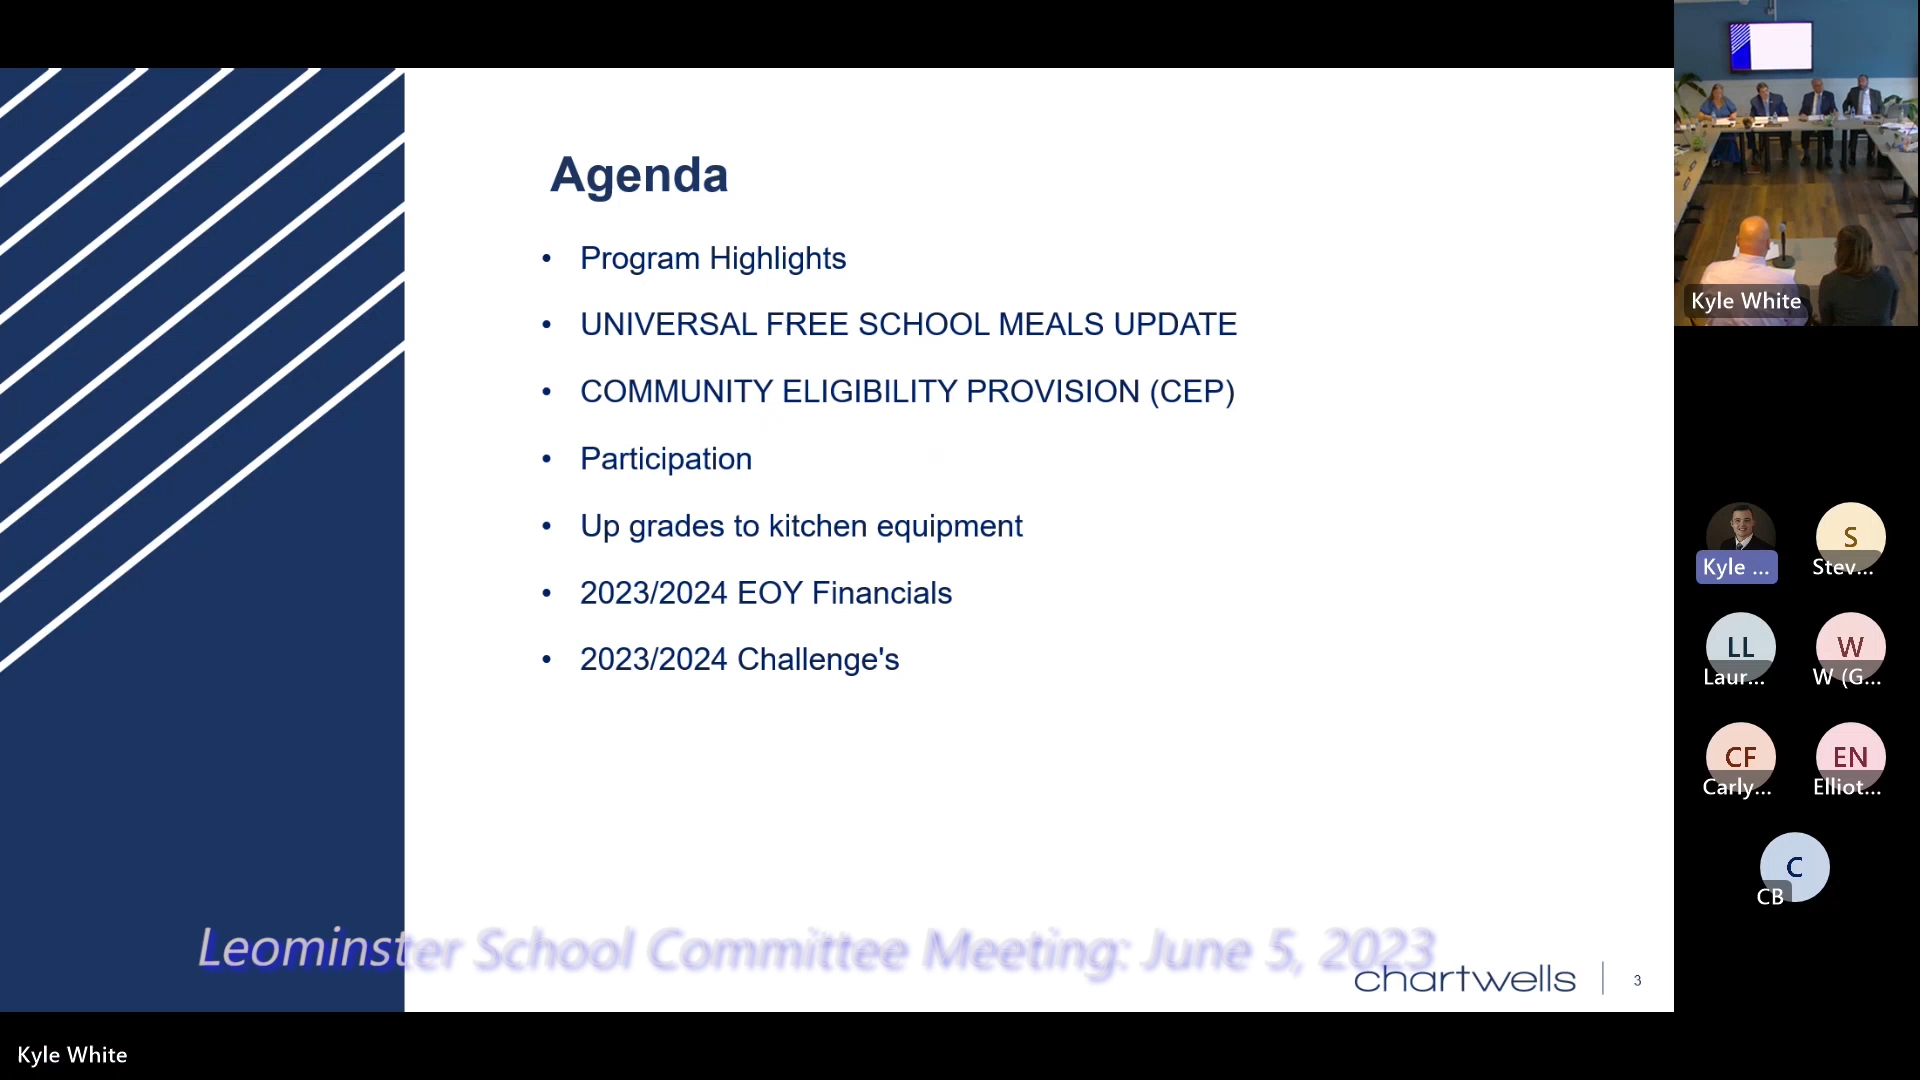 Agenda
• Program Highlights
• UNIVERSAL FREE SCHOOL MEALS UPDATE
• COMMUNITY ELIGIBILITY PROVISION (CEP)
• Participation
• Up grades to kitchen equipment
• 2023/2024 EOY Financials
• 2023/2024 Challenge's
Leominster School Committee Meeting: June 5, 2023
chartwells
3
Kyle White
Kyle ...
S
Stev...
LL
Laur...
W
W (G...
CF
Carly...
EN
Elliot...
C
CB
Kyle White